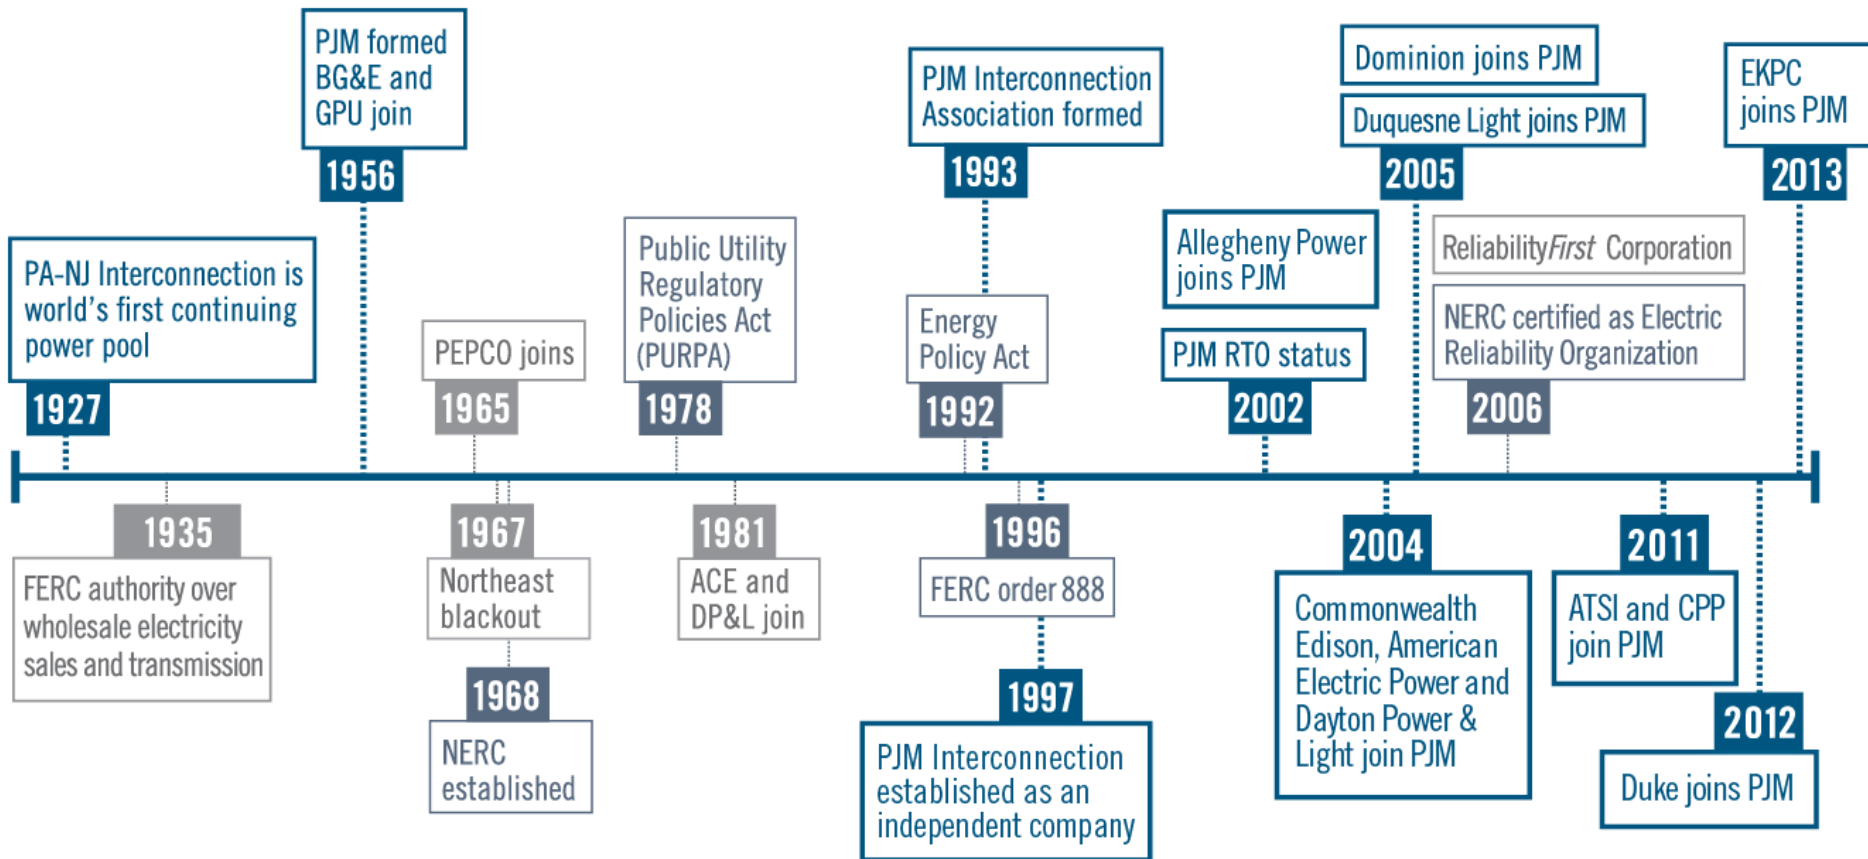 PJM formed
BG&E and
GPU join
1956
PJM Interconnection
Association formed
1993
Dominion joins PJM
Duquesne Light joins PJM
2005
EKPC
joins PJM
2013
PA-NJ Interconnection is
world's first continuing
power pool
1927
PEPCO joins
1965
Public Utility
Regulatory
Policies Act
(PURPA)
1978
Energy
Policy Act
1992
Allegheny Power
joins PJM
PJM RTO status
2002
ReliabilityFirst Corporation
NERC certified as Electric
Reliability Organization
2006
1935
FERC authority over
wholesale electricity
sales and transmission
1967
Northeast
blackout
1968
NERC
established
1981
ACE and
DP&L join
1996
FERC order 888
1997
PJM Interconnection
established as an
independent company
2004
Commonwealth
Edison, American
Electric Power and
Dayton Power &
Light join PJM
2011
ATSI and CPP
join PJM
2012
Duke joins PJM